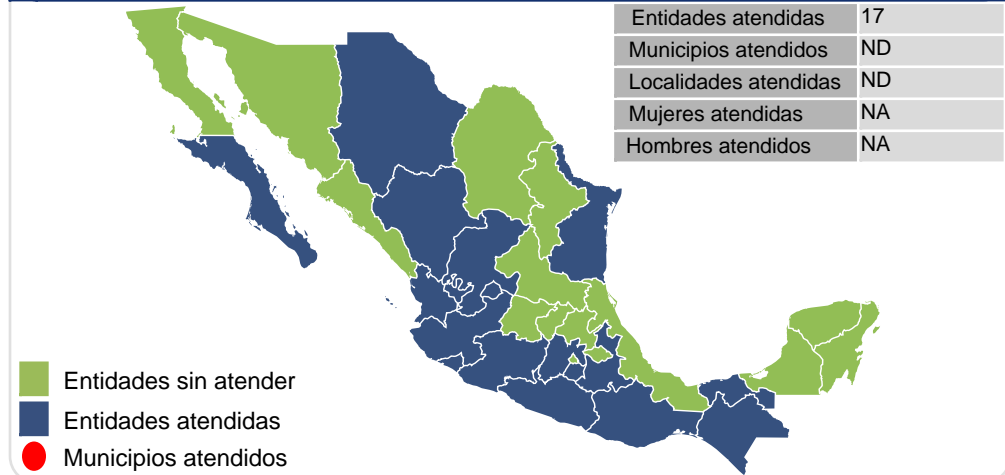 Entidades atendidas 17
Municipios atendidos ND
Localidades atendidas ND
Mujeres atendidas NA
Hombres atendidos NA
Entidades sin atender
Entidades atendidas
Municipios atendidos